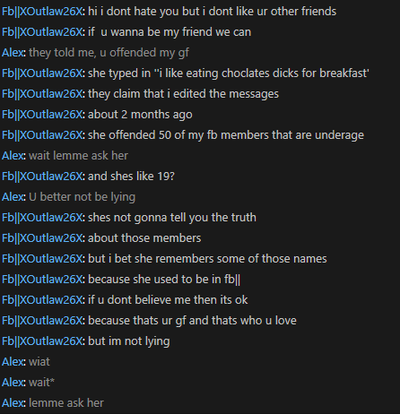 Fb||XOutlaw26X: hi i dont hate you but i dont like ur other friends
Fb||XOutlaw26X: if  u wanna be my friend we can
Alex: they told me, u offended my gf
Fb||XOutlaw26X: she typed in ''i like eating choclates dicks for breakfast'
Fb||XOutlaw26X: they claim that i edited the messages
Fb||XOutlaw26X: about 2 months ago
Fb||XOutlaw26X: she offended 50 of my fb members that are underage
Alex: wait lemme ask her
Fb||XOutlaw26X: and shes like 19?
Alex: U better not be lying
Fb||XOutlaw26X: shes not gonna tell you the truth
Fb||XOutlaw26X: about those members
Fb||XOutlaw26X: but i bet she remembers some of those names
Fb||XOutlaw26X: because she used to be in fb||
Fb||XOutlaw26X: if u dont believe me then its ok
Fb||XOutlaw26X: because thats ur gf and thats who u love
Fb||XOutlaw26X: but im not lying
Alex: wiat
Alex: wait*
Alex: lemme ask her